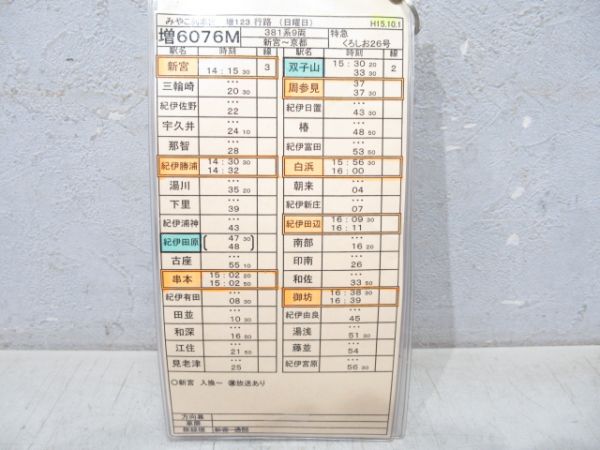 増123 行路 (日曜日)
H15.10.1
増6076M 381系9両 特急
新宮～京都 くろしお26号
駅名 時刻 線 駅名 時刻 線
新宮 14:15 30 3
三輪崎 … 20 30
紀伊佐野 … 22
宇久井 … 24 10
那智 … 28
紀伊勝浦 14:30 30
14:32
湯川 … 35 20
下里 … 39
紀伊浦神 … 43
紀伊田原 ( 47 30
48 )
古座 … 55 10
串本 15:02 20
15:02 50
紀伊有田 … 08 30
田並 … 10 30
和深 … 16 50
江住 … 21 50
見老津 … 25
双子山 15:30 20 2
33 30
周参見 37
37 30
紀伊日置 … 43 30
椿 … 48 50
紀伊富田 … 53 50
白浜 15:56 30
16:00
朝来 … 04
紀伊新庄 … 07
紀伊田辺 16:09 30
16:11
南部 … 16 20
印南 … 26
和佐 … 33 50
御坊 16:38 30
16:39
紀伊由良 … 45
湯浅 … 51 30
藤並 … 54
紀伊宮原 … 56 30
○新宮 入換～ 放送あり
方向幕